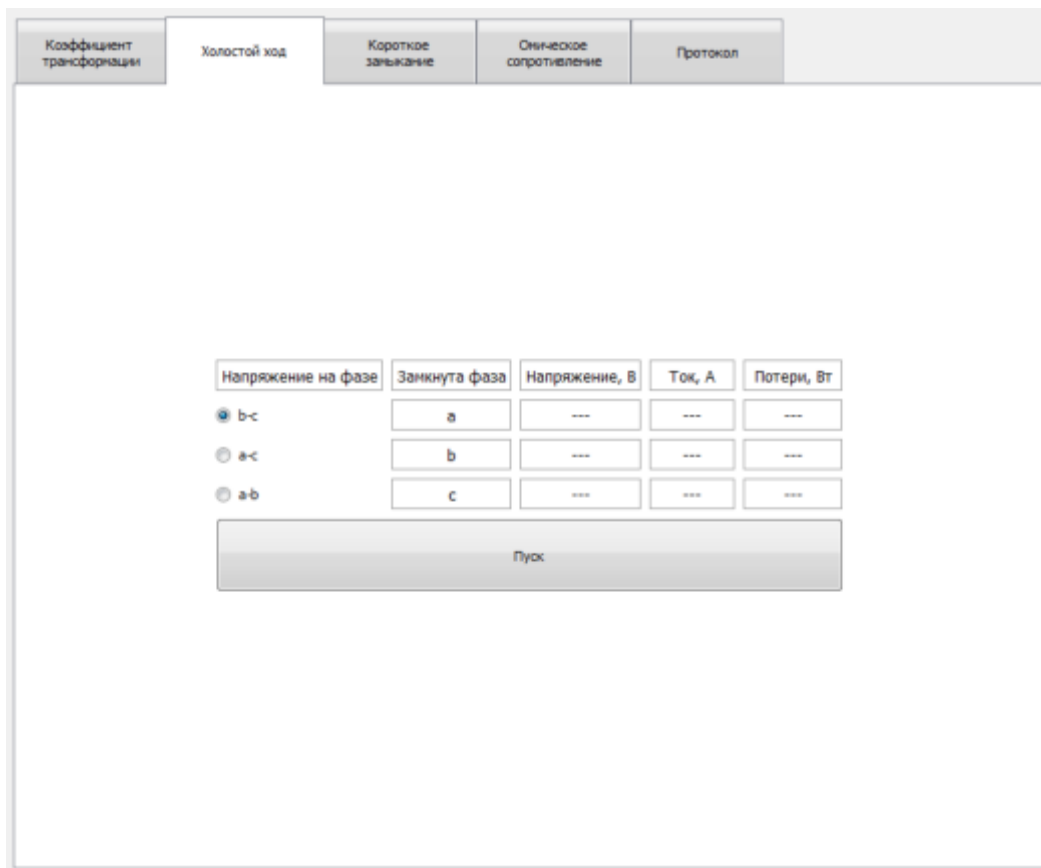 Коэффициент
трансформации
Холостой ход
Короткое
замыкание
Омическое
сопротивление
Протокол
Напряжение на фазе Замкнута фаза Напряжение, В Ток, А Потери, Вт
b-c a --- --- ---
a-c b --- --- ---
a-b c --- --- ---
Пуск